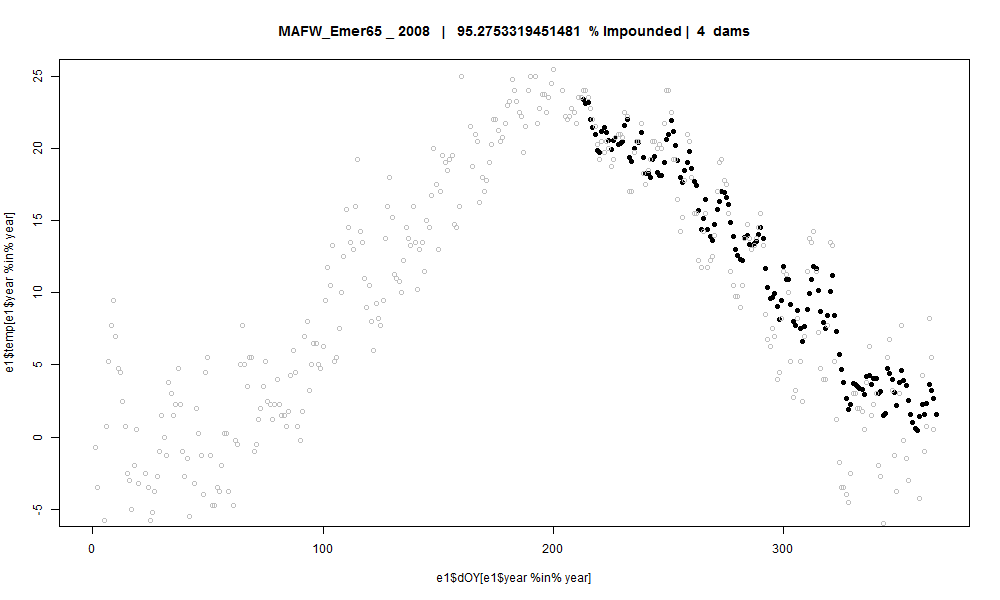 MAFW_Emer65 _ 2008 | 95.2753319451481 % Impounded | 4 dams
e1$temp[e1$year %in% year]
25
20
15
10
5
0
-5
0 100 200 300
e1$dOY[e1$year %in% year]